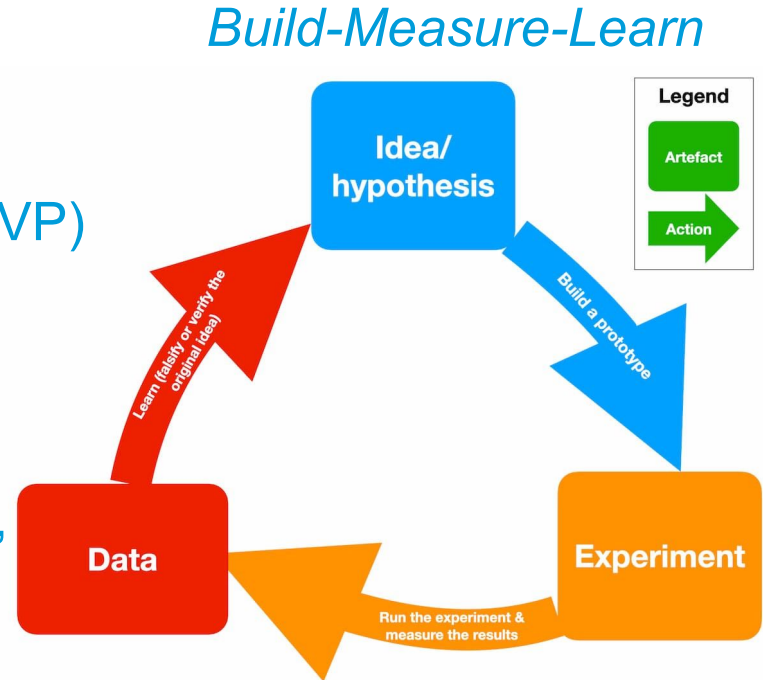 Build-Measure-Learn
Legend
Artefact
Action
Idea/
hypothesis
VP)
Build a prototype
Learn (falsify or verify the
original idea)
,
Data
Experiment
Run the experiment &
measure the results